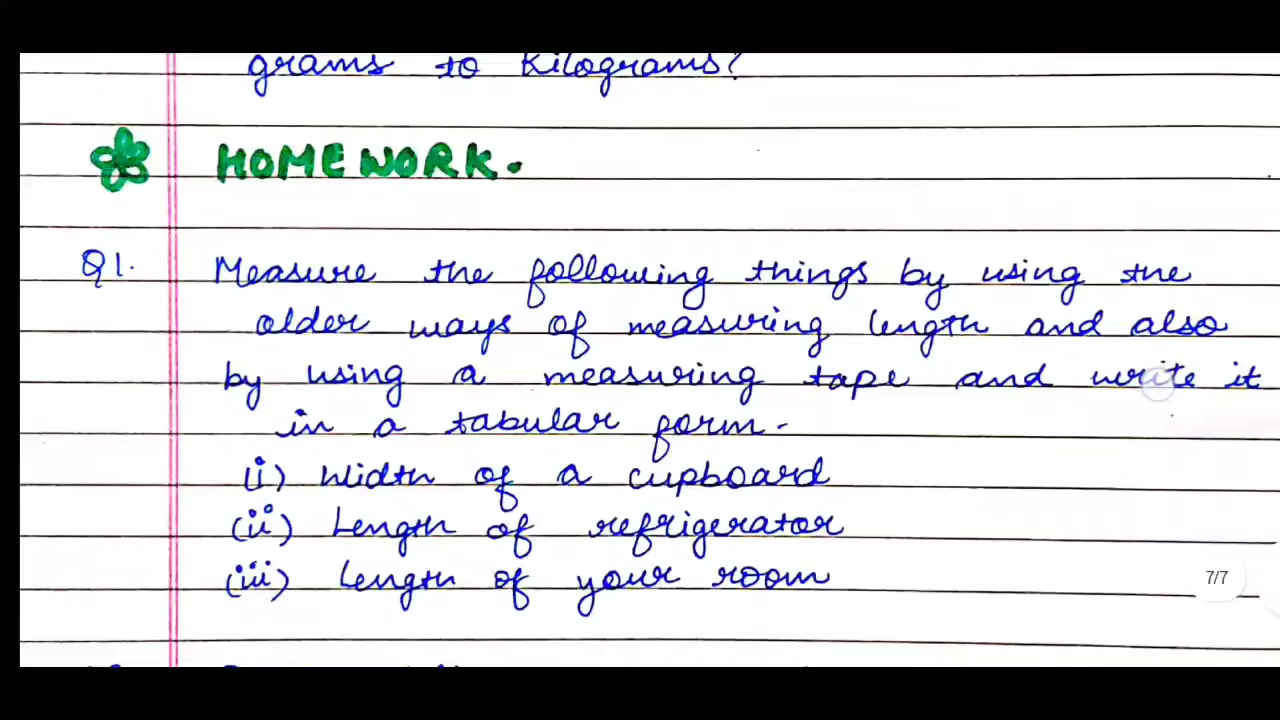 grams to Kilograms?
HOMEWORK.
Q1. Measure the following things by using the
older ways of measuring length and also
by using a measuring tape and write it
in a tabular form.
(i) Width of a cupboard
(ii) Length of refrigerator
(iii) Length of your room
7/7